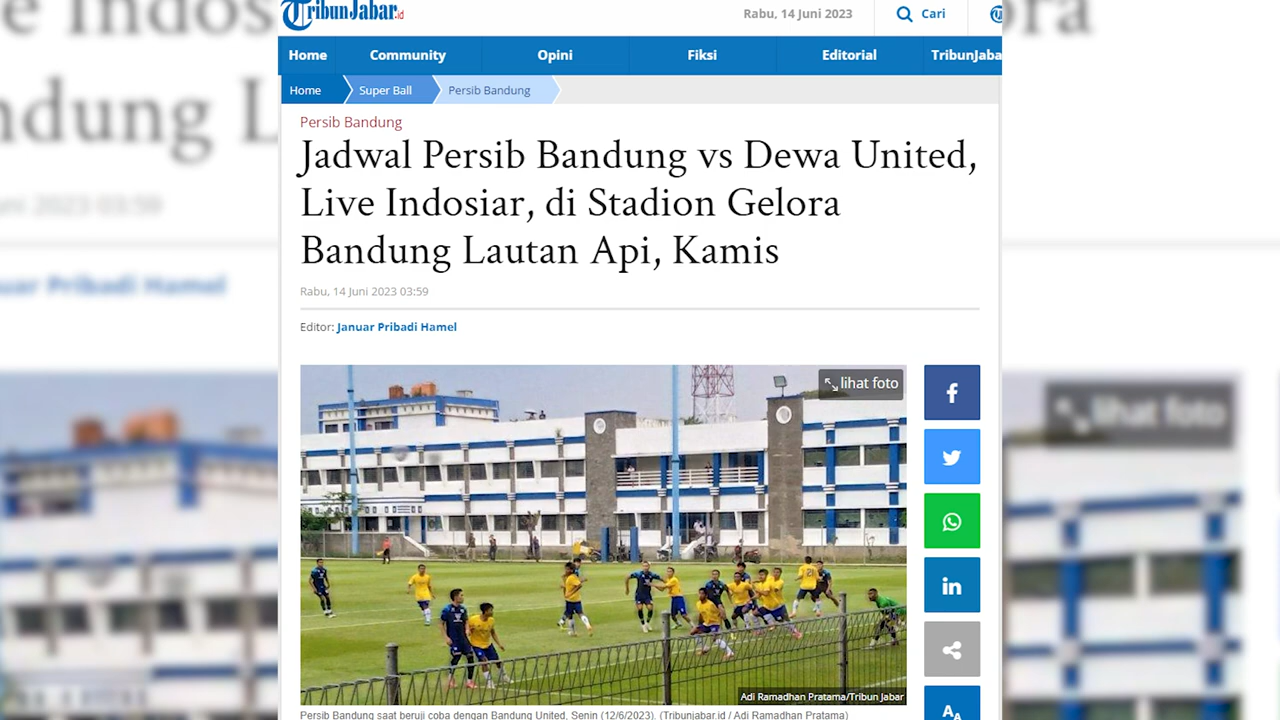 TribunJabar.id
Rabu, 14 Juni 2023
Cari
Home Community Opini Fiksi Editorial TribunJaba
Home Super Ball Persib Bandung
Persib Bandung
Jadwal Persib Bandung vs Dewa United,
Live Indosiar, di Stadion Gelora
Bandung Lautan Api, Kamis
Rabu, 14 Juni 2023 03:59
Editor: Januar Pribadi Hamel
lihat foto
Adi Ramadhan Pratama/Tribun Jabar
Persib Bandung saat beruji coba dengan Bandung United, Senin (12/6/2023). (Tribunjabar.id / Adi Ramadhan Pratama)
AA